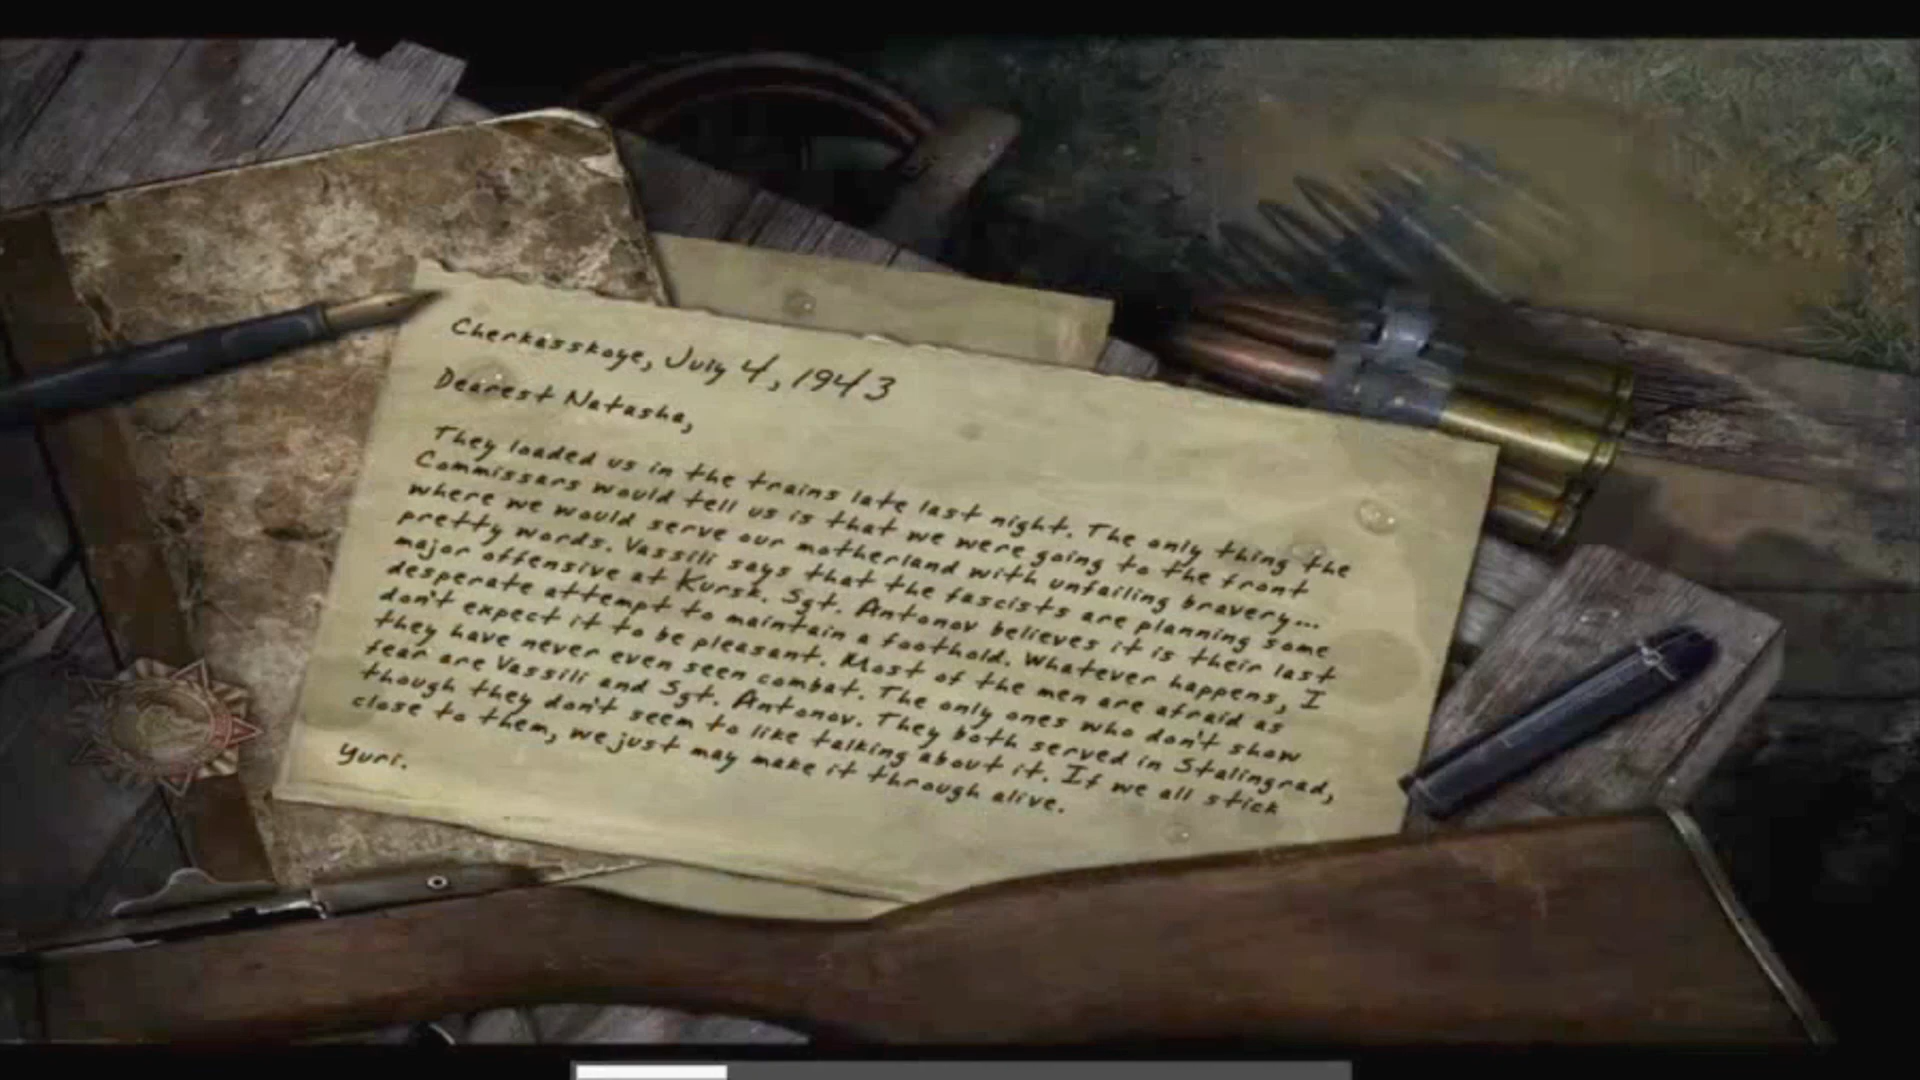 Cherkasskoye, July 4, 1943
Dearest Natasha,
They loaded us in the trains late last night. The only thing the
Commissars would tell us is that we were going to the front
where we would serve our motherland with unfailing bravery...
pretty words. Vassili says that the fascists are planning some
major offensive at Kursk. Sgt. Antonov believes it is their last
desperate attempt to maintain a foothold. Whatever happens, I
don't expect it to be pleasant. Most of the men are afraid as
they have never even seen combat. The only ones who don't show
fear are Vassili and Sgt. Antonov. They both served in Stalingrad,
though they don't seem to like talking about it. If we all stick
close to them, we just may make it through alive.
Yuri.